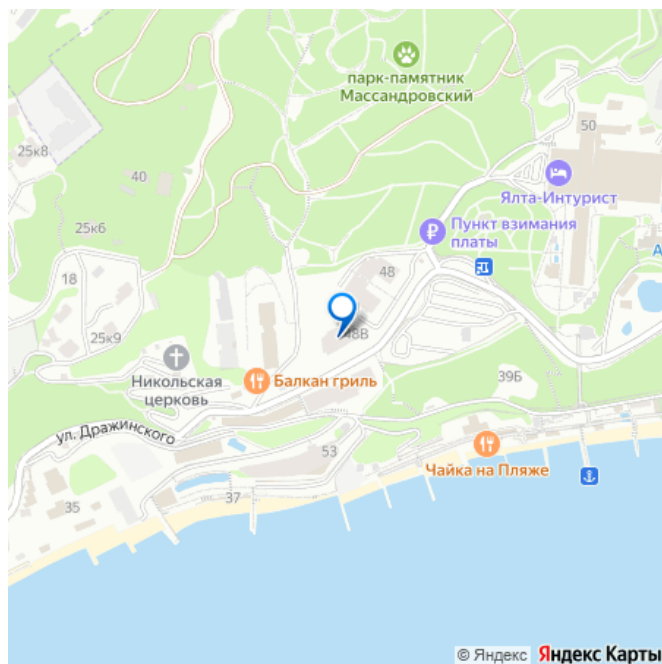 парк-памятник
Массандровский
50
25к8
40
Ялта-Интурист
Пункт взимания
платы
25к6
18
48
25к9
48В
Никольская
церковь
Балкан гриль
39Б
ул. Дражинского
53
Чайка на Пляже
35
37
© Яндекс Яндекс Карты